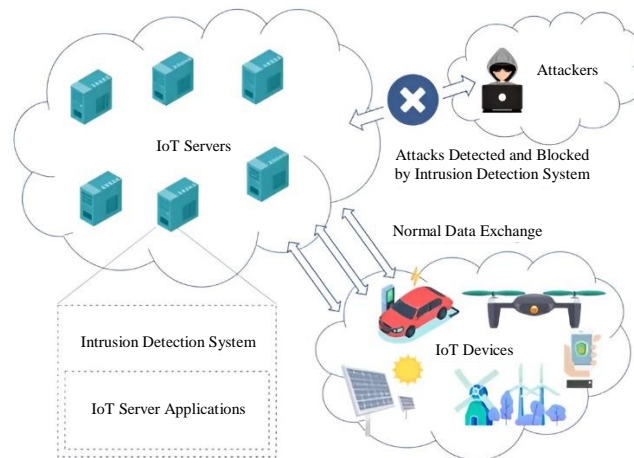 Attackers
IoT Servers
Attacks Detected and Blocked
by Intrusion Detection System
Normal Data Exchange
IoT Devices
Intrusion Detection System
IoT Server Applications